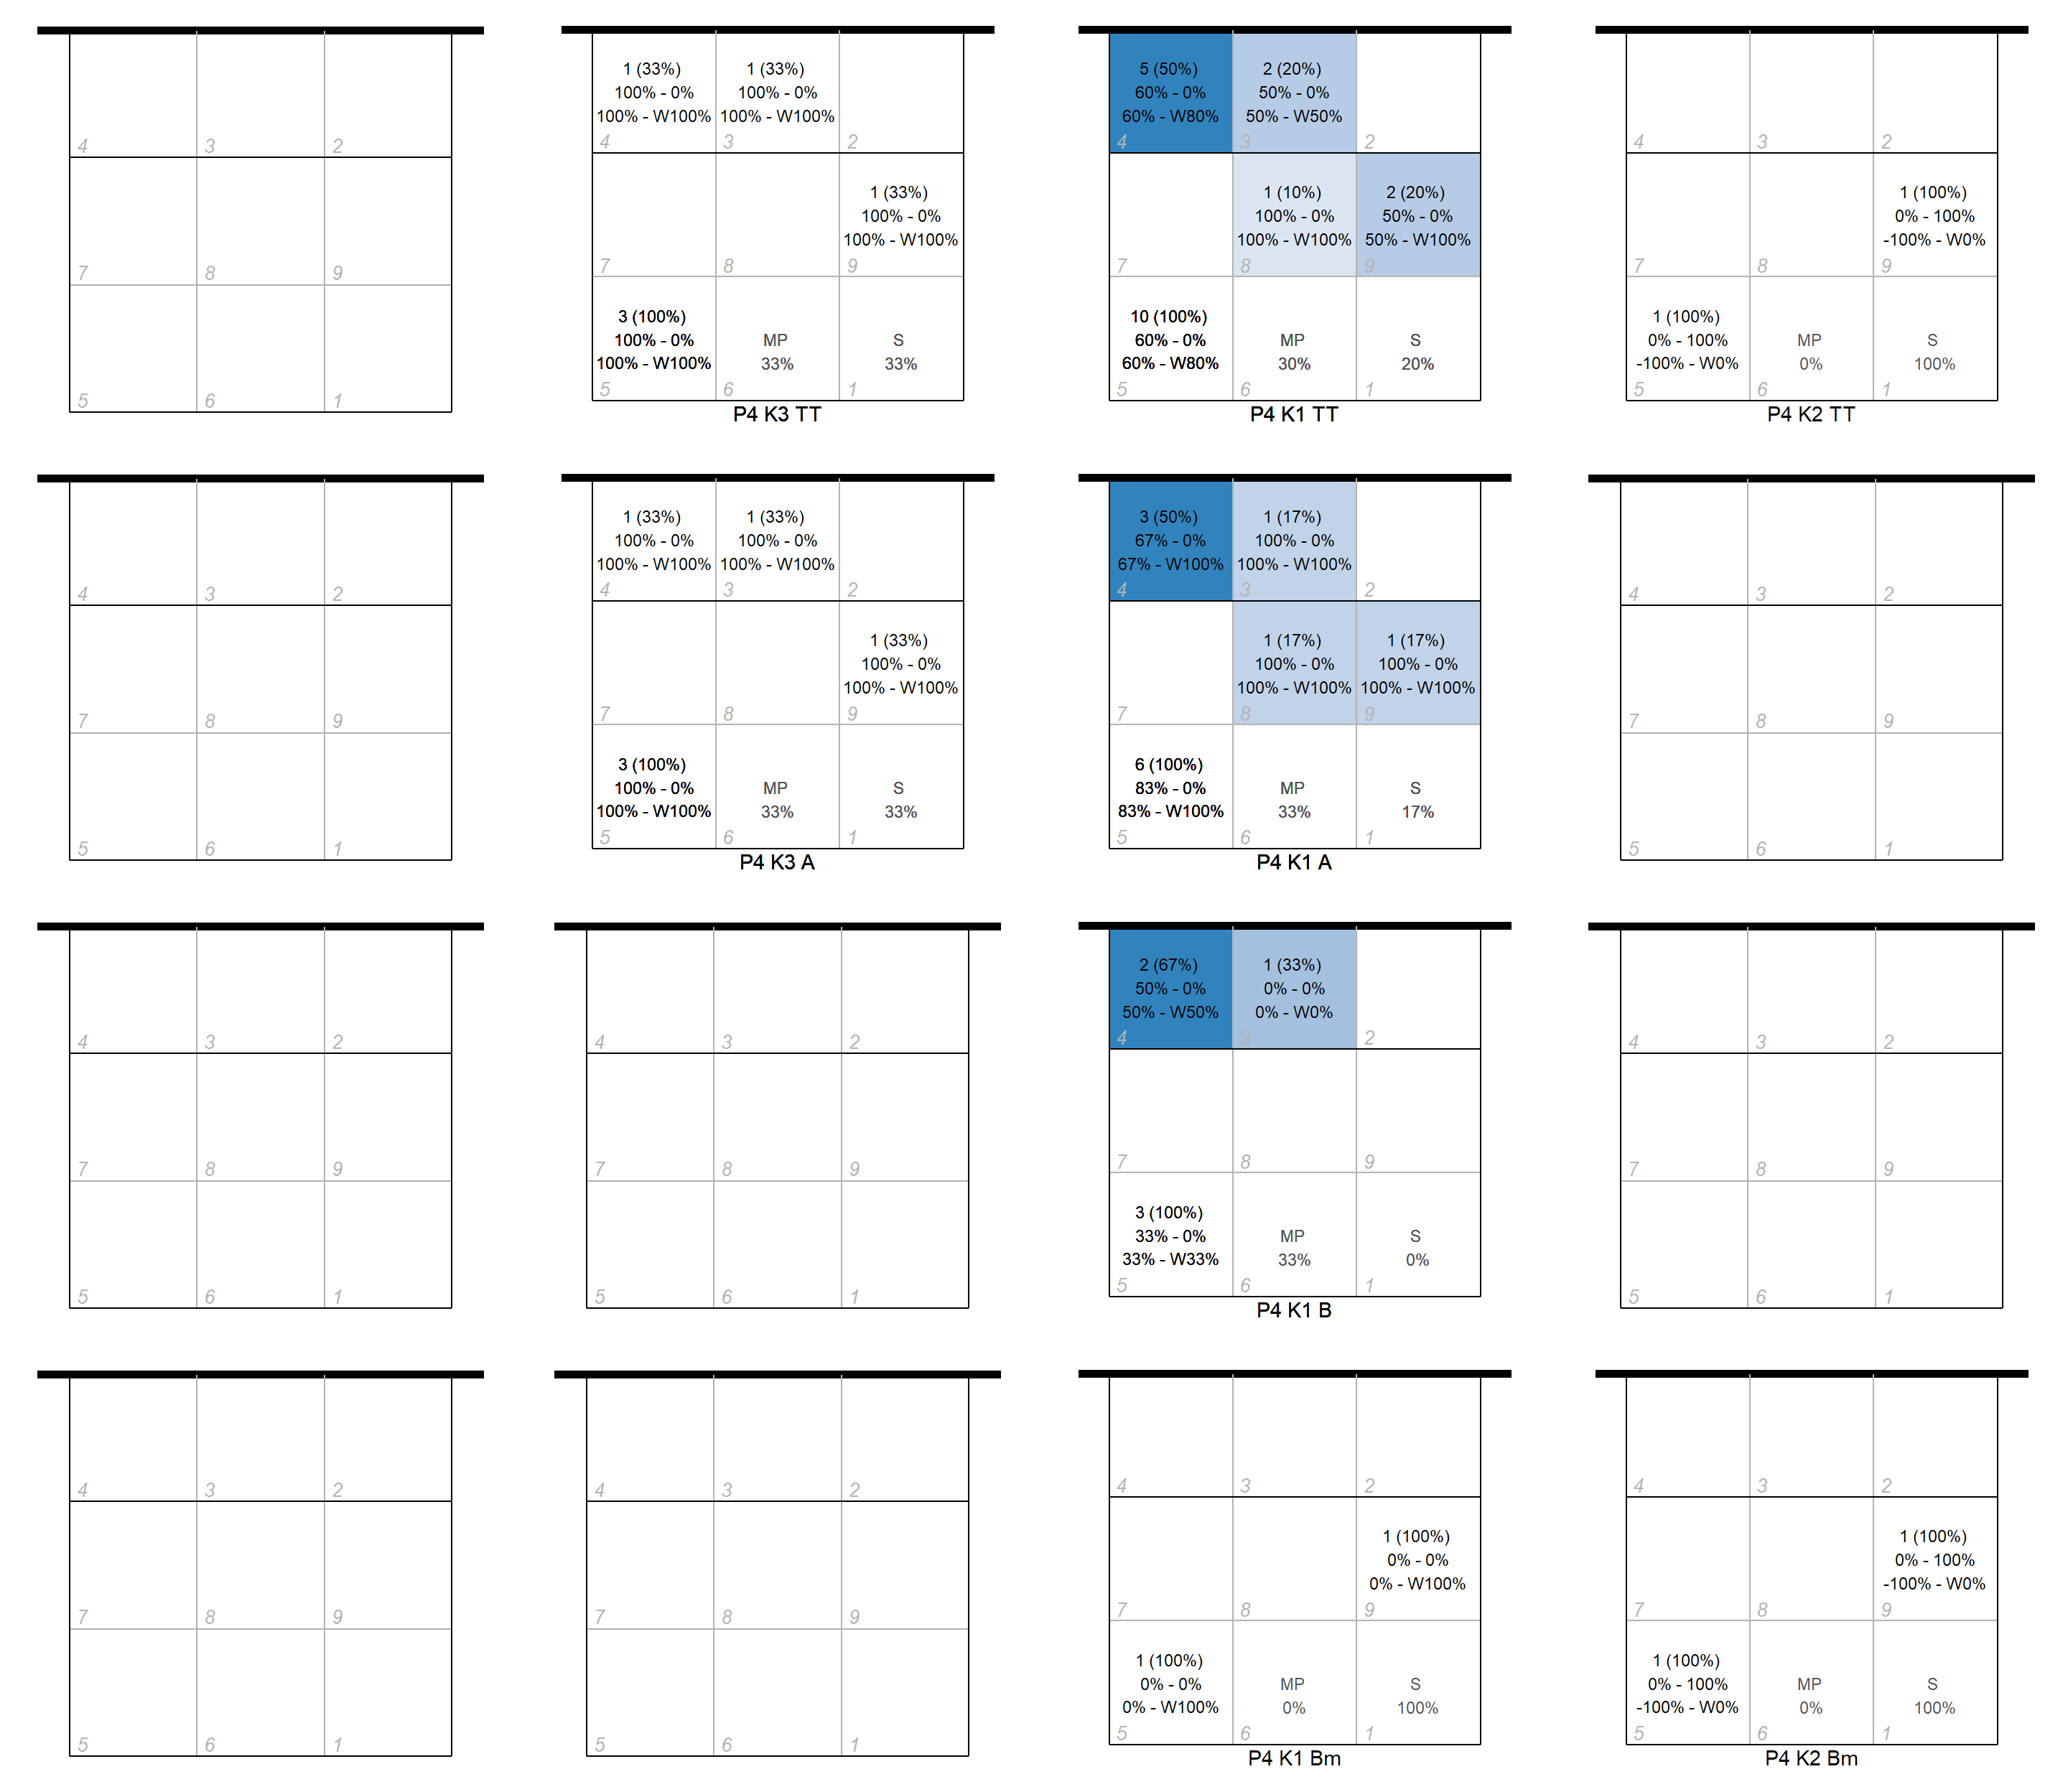 4
3
2
7
8
9
5
6
1
1 (33%)
100% - 0%
100% - W100%
4
1 (33%)
100% - 0%
100% - W100%
3
2
7
8
1 (33%)
100% - 0%
100% - W100%
9
3 (100%)
100% - 0%
100% - W100%
5
MP
33%
6
S
33%
1
P4 K3 TT
5 (50%)
60% - 0%
60% - W80%
4
2 (20%)
50% - 0%
50% - W50%
3
2
7
1 (10%)
100% - 0%
100% - W100%
8
2 (20%)
50% - 0%
50% - W100%
9
10 (100%)
60% - 0%
60% - W80%
5
MP
30%
6
S
20%
1
P4 K1 TT
4
3
2
7
8
1 (100%)
0% - 100%
-100% - W0%
9
1 (100%)
0% - 100%
-100% - W0%
5
MP
0%
6
S
100%
1
P4 K2 TT
4
3
2
7
8
9
5
6
1
1 (33%)
100% - 0%
100% - W100%
4
1 (33%)
100% - 0%
100% - W100%
3
2
7
8
1 (33%)
100% - 0%
100% - W100%
9
3 (100%)
100% - 0%
100% - W100%
5
MP
33%
6
S
33%
1
P4 K3 A
3 (50%)
67% - 0%
67% - W100%
4
1 (17%)
100% - 0%
100% - W100%
3
2
7
1 (17%)
100% - 0%
100% - W100%
8
1 (17%)
100% - 0%
100% - W100%
9
6 (100%)
83% - 0%
83% - W100%
5
MP
33%
6
S
17%
1
P4 K1 A
4
3
2
7
8
9
5
6
1
4
3
2
7
8
9
5
6
1
4
3
2
7
8
9
5
6
1
2 (67%)
50% - 0%
50% - W50%
4
1 (33%)
0% - 0%
0% - W0%
3
2
7
8
9
3 (100%)
33% - 0%
33% - W33%
5
MP
33%
6
S
0%
1
P4 K1 B
4
3
2
7
8
9
5
6
1
4
3
2
7
8
9
5
6
1
4
3
2
7
8
9
5
6
1
4
3
2
7
8
1 (100%)
0% - 0%
0% - W100%
9
1 (100%)
0% - 0%
0% - W100%
5
MP
0%
6
S
100%
1
P4 K1 Bm
4
3
2
7
8
1 (100%)
0% - 100%
-100% - W0%
9
1 (100%)
0% - 100%
-100% - W0%
5
MP
0%
6
S
100%
1
P4 K2 Bm